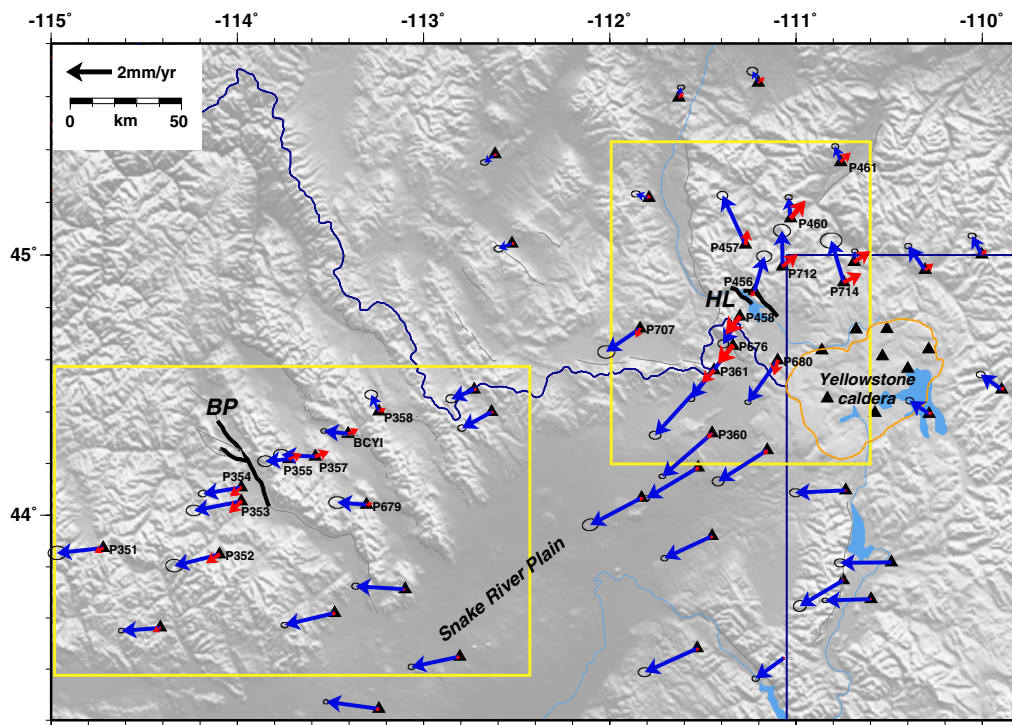 -115˚ -114˚ -113˚ -112˚ -111˚ -110˚
2mm/yr
0 km 50
P461
P460
45˚
P457
P712
P456
P714
HL
P458
P707
P676
P680
P361
Yellowstone
caldera
P358
BP
BCYI
P360
P355
P357
P354
P353
P679
44˚
P351
P352
Snake River Plain